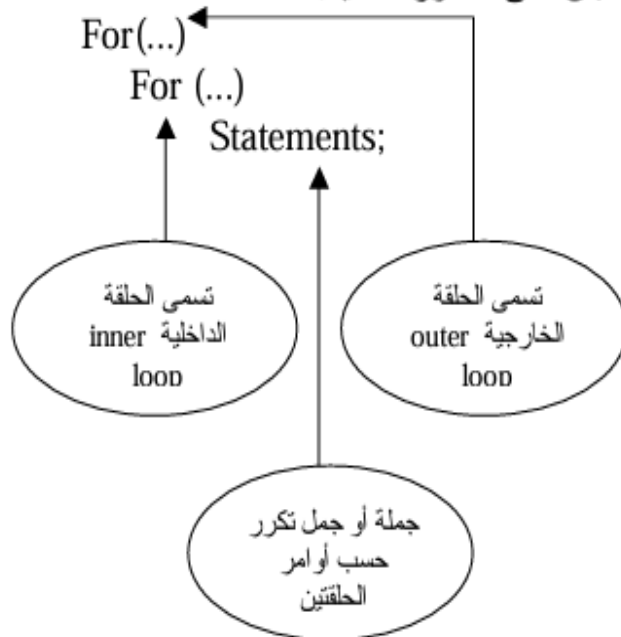 For(...)
For (...)
Statements;
تسمى الحلقة
الداخلية inner
loop
تسمى الحلقة
الخارجية outer
loop
جملة أو جمل تكرر
حسب أوامر
الحلقتين